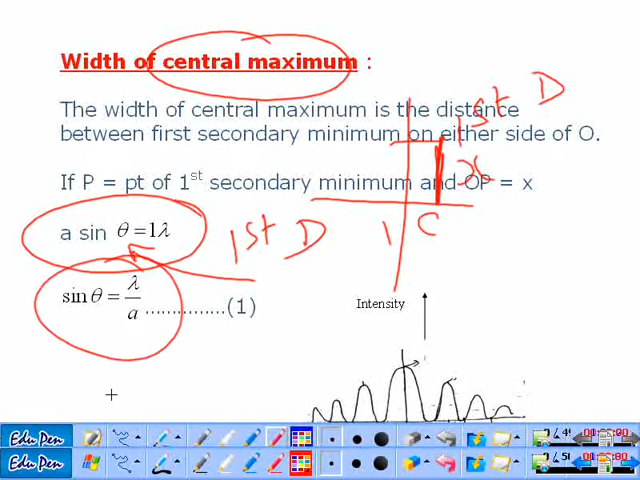 Width of central maximum :
The width of central maximum is the distance
between first secondary minimum on either side of O.
1st D
If P = pt of 1st secondary minimum and OP = x
x
a sin θ = 1λ
1st D
1 C
sin θ = λ/a ...............(1)
Intensity
Edu Pen
Edu Pen